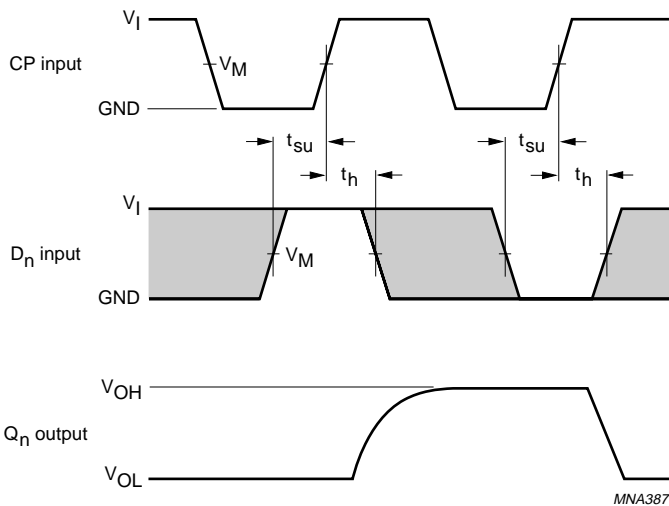 V_I
CP input
V_M
GND
t_su
t_su
t_h
t_h
V_I
D_n input
V_M
GND
V_OH
Q_n output
V_OL
MNA387